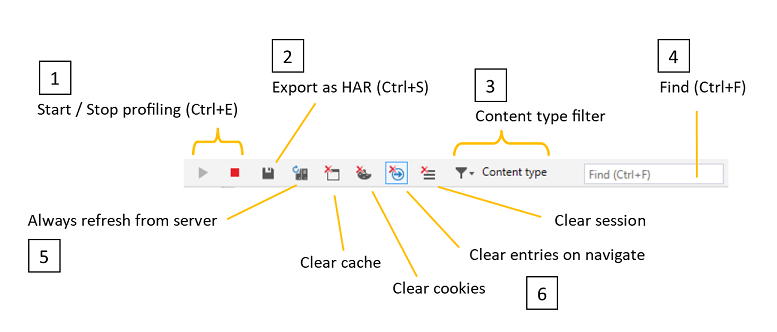 1
Start / Stop profiling (Ctrl+E)
2
Export as HAR (Ctrl+S)
3
Content type filter
4
Find (Ctrl+F)
Content type
Find (Ctrl+F)
Always refresh from server
5
Clear cache
Clear cookies
Clear entries on navigate
6
Clear session